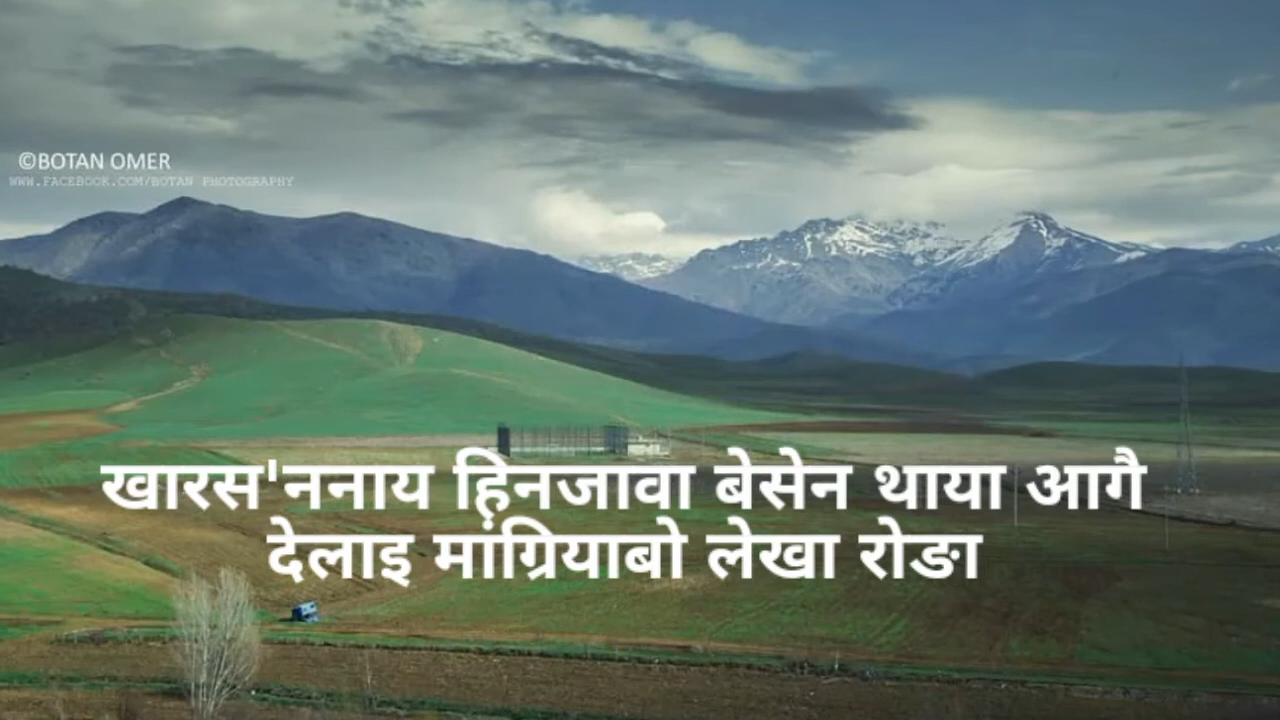 ©BOTAN OMER
WWW.FACEBOOK.COM/BOTAN PHOTOGRAPHY
खारस'ननाय हिनजावा बेसेन थाया आगै
देलाइ मांग्रियाबो लेखा रोङा